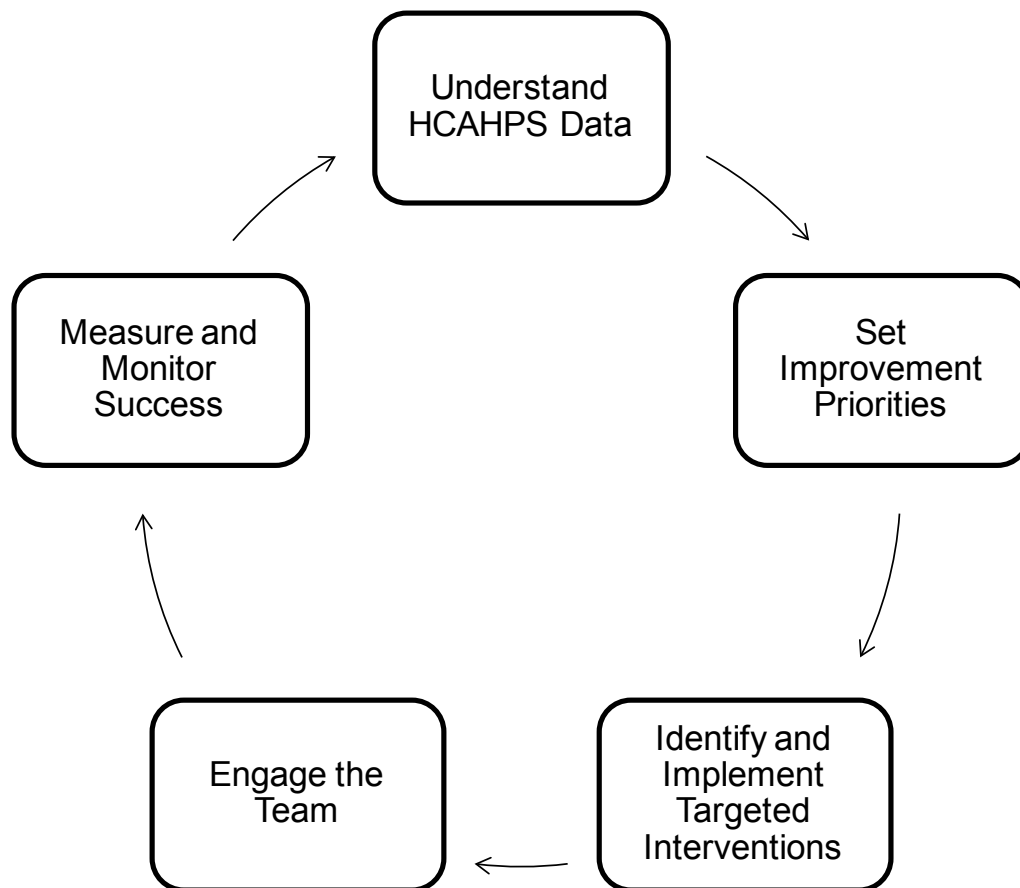 Understand
HCAHPS Data
Set
Improvement
Priorities
Identify and
Implement
Targeted
Interventions
Engage the
Team
Measure and
Monitor
Success